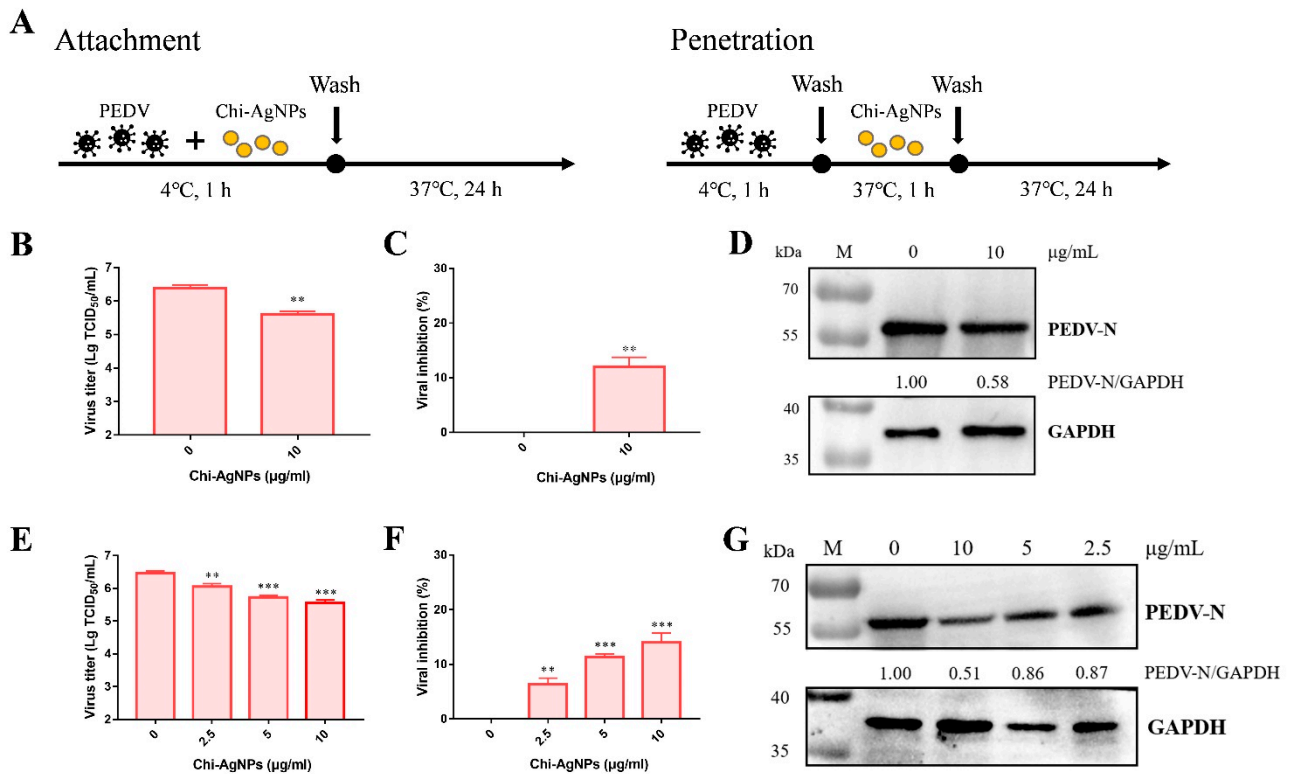 A
Attachment
Penetration
Wash
Wash
Wash
PEDV
+
Chi-AgNPs
PEDV
Chi-AgNPs
4°C, 1 h
37°C, 24 h
4°C, 1 h
37°C, 1 h
37°C, 24 h
B
Virus titer (Lg TCID50/mL)
7
6
5
4
3
2
0
10
Chi-AgNPs (μg/ml)
**
C
Viral inhibition (%)
30
20
10
0
0
10
Chi-AgNPs (μg/ml)
**
D
kDa M 0 10 μg/mL
70
55
PEDV-N
1.00 0.58 PEDV-N/GAPDH
40
35
GAPDH
E
Virus titer (Lg TCID50/mL)
7
6
5
4
3
2
** *** ***
0 2.5 5 10
Chi-AgNPs (μg/ml)
F
Viral inhibition (%)
30
20
10
0
** *** ***
0 2.5 5 10
Chi-AgNPs (μg/ml)
G
kDa M 0 10 5 2.5 μg/mL
70
55
PEDV-N
1.00 0.51 0.86 0.87 PEDV-N/GAPDH
40
35
GAPDH